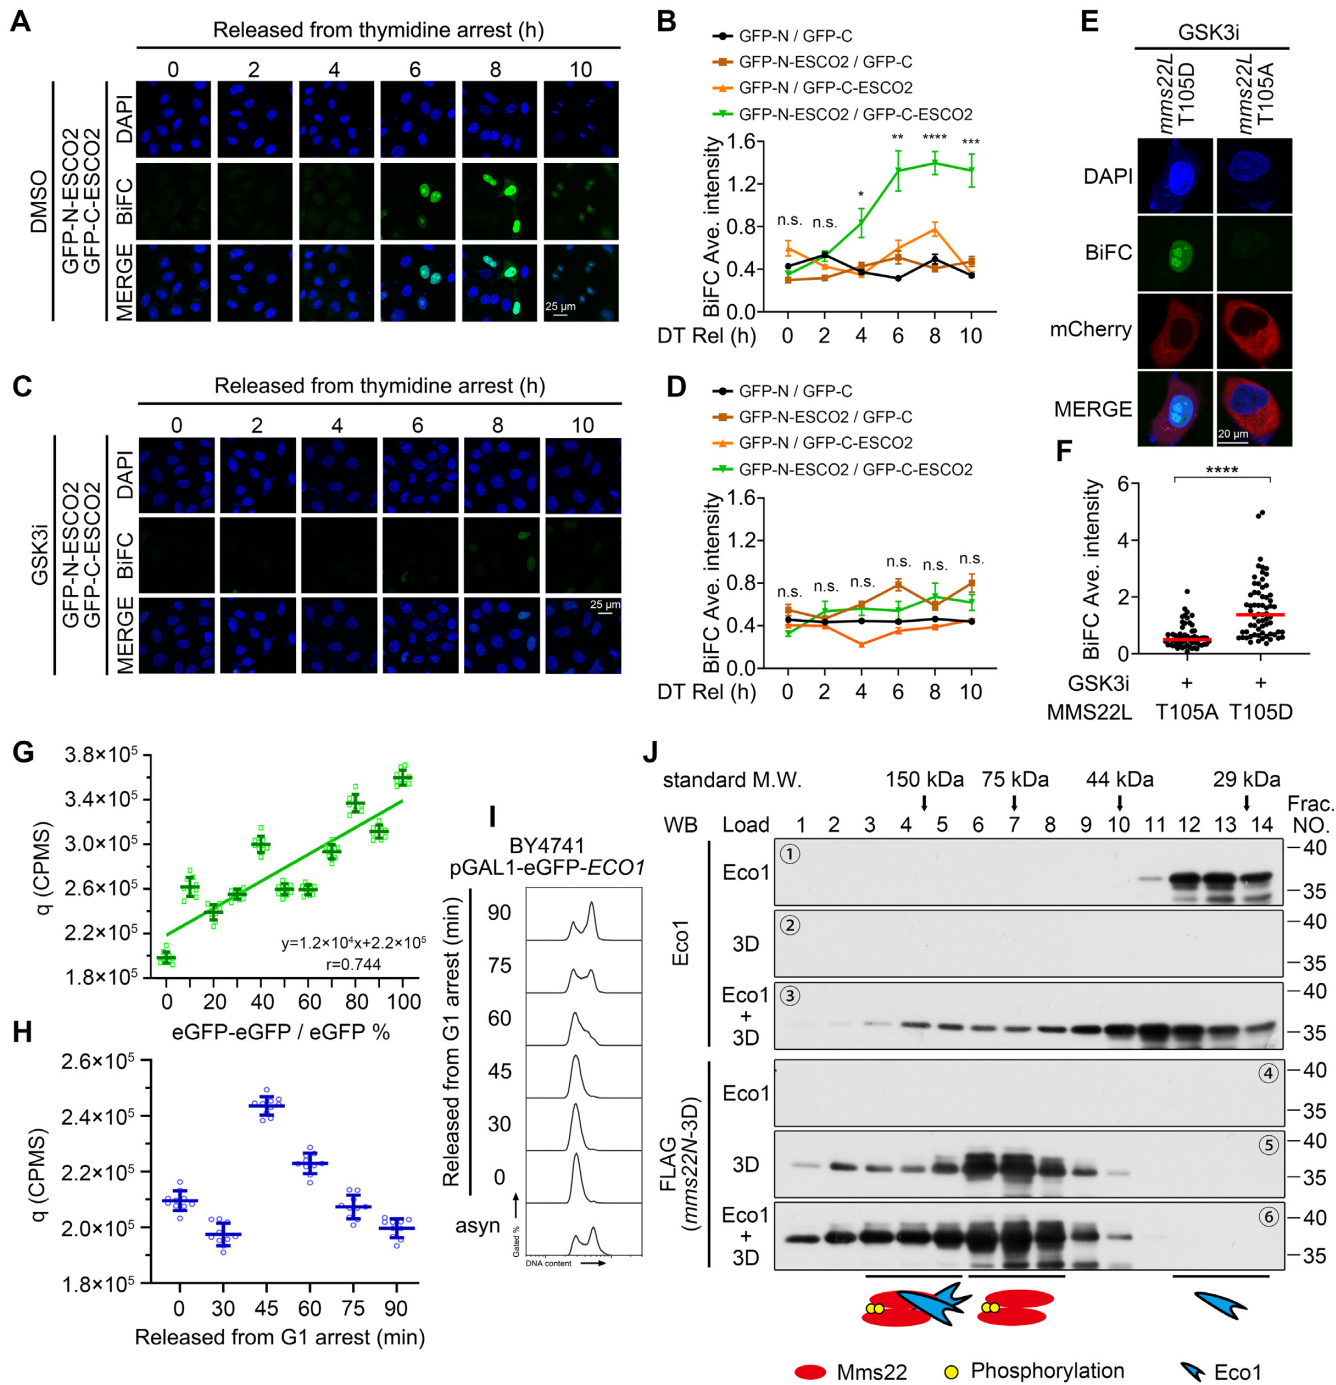 A
Released from thymidine arrest (h)
0 2 4 6 8 10
DMSO
GFP-N-ESCO2
GFP-C-ESCO2
DAPI
BiFC
MERGE
25 µm
B
GFP-N / GFP-C
GFP-N-ESCO2 / GFP-C
GFP-N / GFP-C-ESCO2
GFP-N-ESCO2 / GFP-C-ESCO2
BiFC Ave. intensity
1.6
1.2
0.8
0.4
0.0
n.s. n.s. * ** **** ***
DT Rel (h) 0 2 4 6 8 10
C
Released from thymidine arrest (h)
0 2 4 6 8 10
GSK3i
GFP-N-ESCO2
GFP-C-ESCO2
DAPI
BiFC
MERGE
25 µm
D
GFP-N / GFP-C
GFP-N-ESCO2 / GFP-C
GFP-N / GFP-C-ESCO2
GFP-N-ESCO2 / GFP-C-ESCO2
BiFC Ave. intensity
1.6
1.2
0.8
0.4
0.0
n.s. n.s. n.s. n.s. n.s. n.s.
DT Rel (h) 0 2 4 6 8 10
E
GSK3i
mms22L T105D
mms22L T105A
DAPI
BiFC
mCherry
MERGE
20 µm
F
BiFC Ave. intensity
6
4
2
0
****
GSK3i + +
MMS22L T105A T105D
G
q (CPMS)
3.8×10⁵
3.4×10⁵
3.0×10⁵
2.6×10⁵
2.2×10⁵
1.8×10⁵
y=1.2×10⁴x+2.2×10⁵
r=0.744
0 20 40 60 80 100
eGFP-eGFP / eGFP %
H
q (CPMS)
2.6×10⁵
2.4×10⁵
2.2×10⁵
2.0×10⁵
1.8×10⁵
0 30 45 60 75 90
Released from G1 arrest (min)
I
BY4741
pGAL1-eGFP-ECO1
Released from G1 arrest (min)
90
75
60
45
30
0
asyn
Gated %
DNA content
J
standard M.W. 150 kDa 75 kDa 44 kDa 29 kDa
WB Load 1 2 3 4 5 6 7 8 9 10 11 12 13 14 Frac. NO.
Eco1
Eco1 ① 40 35
3D ② 40 35
Eco1 + 3D ③ 40 35
FLAG
(mms22N-3D)
Eco1 ④ 40 35
3D ⑤ 40 35
Eco1 + 3D ⑥ 40 35
Mms22 Phosphorylation Eco1